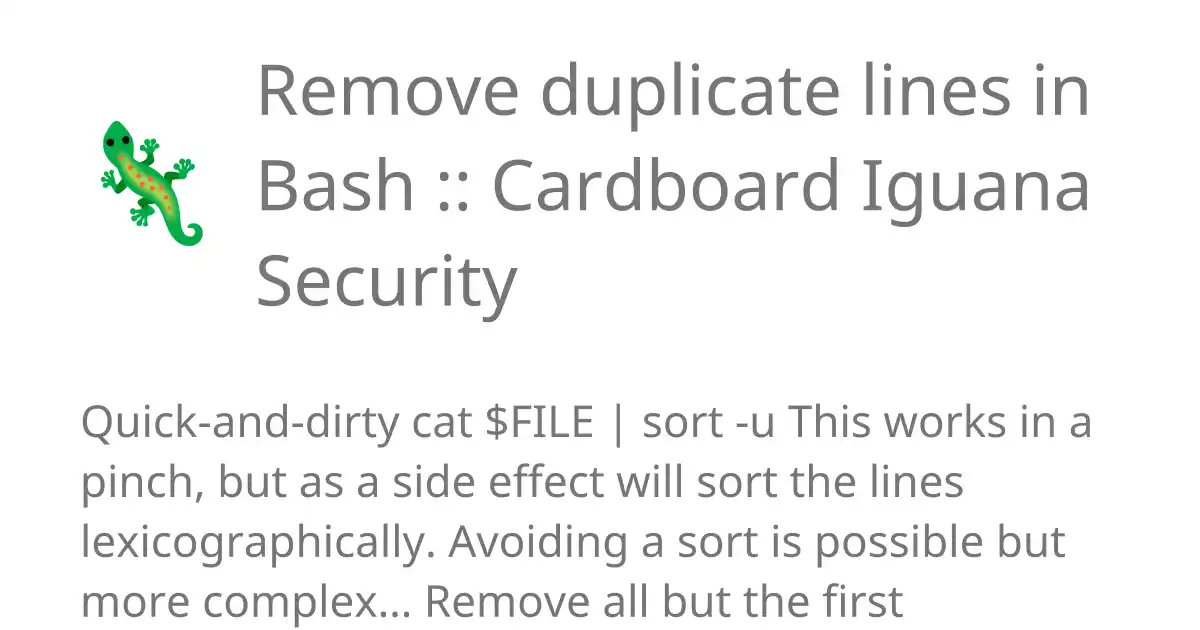 Remove duplicate lines in
Bash :: Cardboard Iguana
Security
Quick-and-dirty cat $FILE | sort -u This works in a
pinch, but as a side effect will sort the lines
lexicographically. Avoiding a sort is possible but
more complex… Remove all but the first